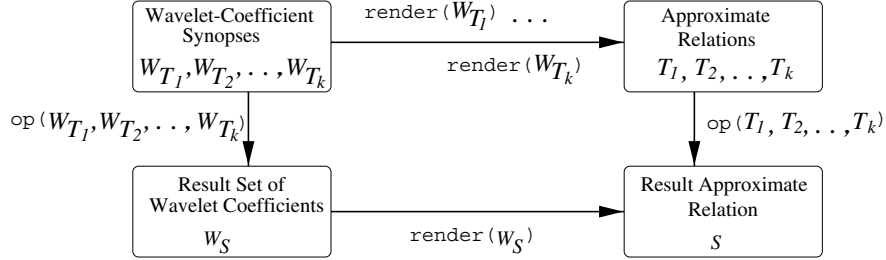 Wavelet-Coefficient
Synopses
W_{T_1}, W_{T_2}, . . , W_{T_k}
render(W_{T_1}) ...
render(W_{T_k})
Approximate
Relations
T_1, T_2, . . , T_k
op(W_{T_1}, W_{T_2}, . . , W_{T_k})
op(T_1, T_2, . . , T_k)
Result Set of
Wavelet Coefficients
W_S
render(W_S)
Result Approximate
Relation
S